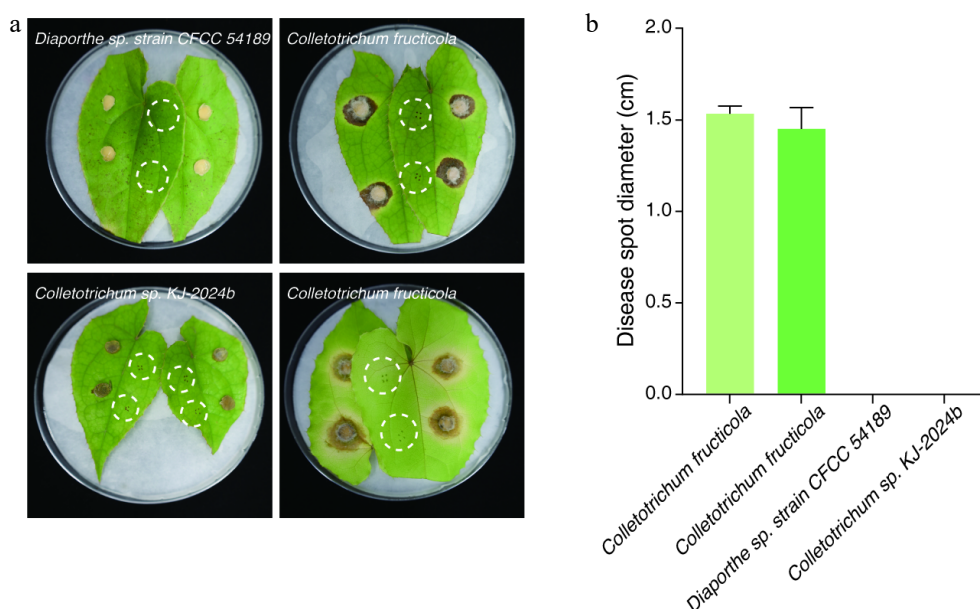 a
Diaporthe sp. strain CFCC 54189
Colletotrichum fructicola
Colletotrichum sp. KJ-2024b
Colletotrichum fructicola
b
Disease spot diameter (cm)
2.0
1.5
1.0
0.5
0.0
Colletotrichum fructicola
Colletotrichum fructicola
Diaporthe sp. strain CFCC 54189
Colletotrichum sp. KJ-2024b